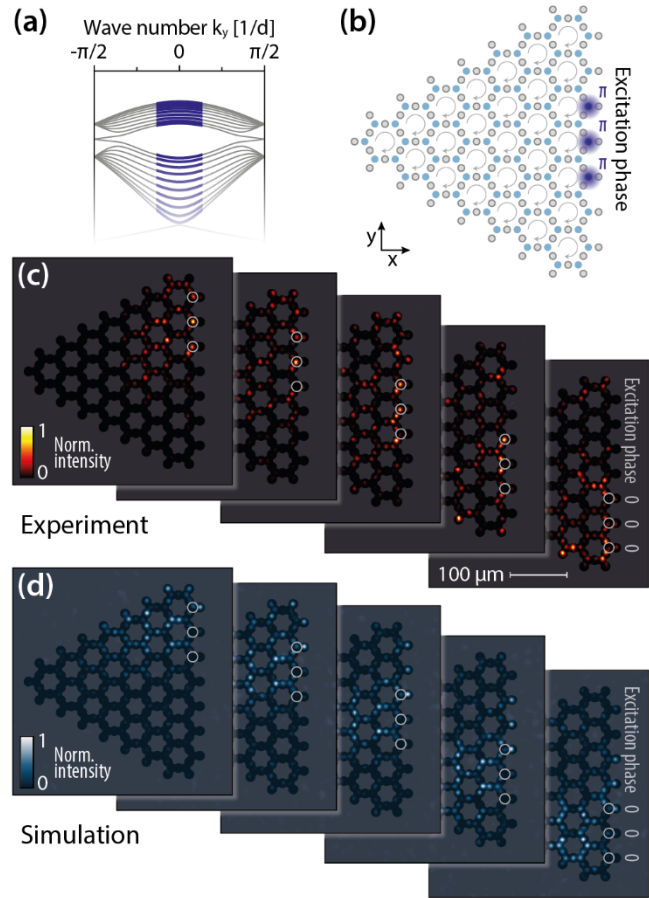 (a)
Wave number k_y [1/d]
-π/2 0 π/2
(b)
π
π
π
Excitation phase
y
x
(c)
1
0
Norm.
intensity
Experiment
Excitation phase
0
0
0
100 μm
(d)
1
0
Norm.
intensity
Simulation
Excitation phase
0
0
0